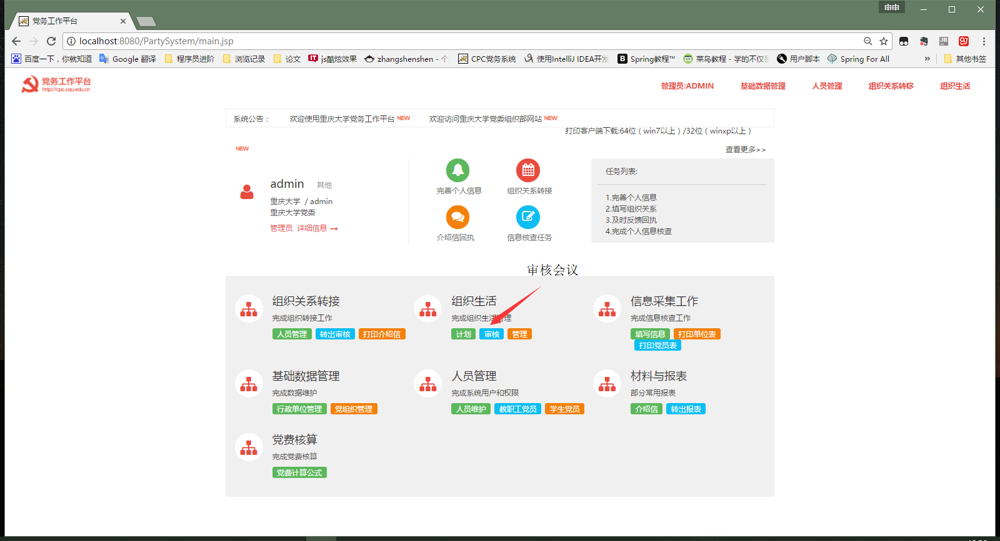 申申
党务工作平台
localhost:8080/PartySystem/main.jsp
百度一下，你就知道 Google 翻译 程序员进阶 浏览记录 论文 js酷炫效果 zhangshenshen - 个 CPC党务系统 使用IntelliJ IDEA开发 Spring教程™ 菜鸟教程 - 学的不仅是 用户脚本 Spring For All » 其他书签
党务工作平台
http://cpc.cqu.edu.cn
管理员:ADMIN 基础数据管理 人员管理 组织关系转移 组织生活
系统公告： 欢迎使用重庆大学党务工作平台 NEW 欢迎访问重庆大学党委组织部网站 NEW
打印客户端下载:64位（win7以上）/32位（winxp以上）
NEW
查看更多>>
admin 其他
重庆大学 / admin
重庆大学党委
管理员 详细信息
完善个人信息 组织关系转接
介绍信回执 信息核查任务
任务列表:
1.完善个人信息
2.填写组织关系
3.及时反馈回执
4.完成个人信息核查
审核会议
组织关系转接
完成组织转接工作
人员管理 转出审核 打印介绍信
组织生活
完成组织生活管理
计划 审核 管理
信息采集工作
完成信息核查工作
填写信息 打印单位表
打印党员表
基础数据管理
完成数据维护
行政单位管理 党组织管理
人员管理
完成系统用户和权限
人员维护 教职工党员 学生党员
材料与报表
部分常用报表
介绍信 转出报表
党费核算
完成党费核算
党费计算公式